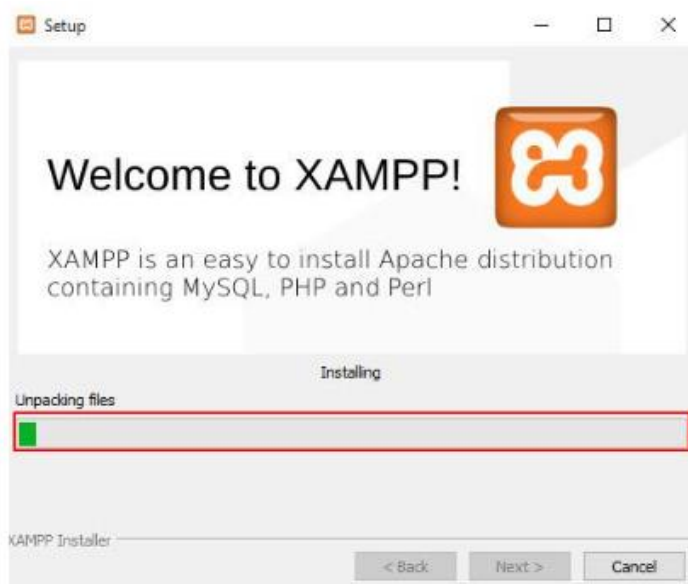 Setup
Welcome to XAMPP!
XAMPP is an easy to install Apache distribution
containing MySQL, PHP and Perl
Installing
Unpacking files
XAMPP Installer
< Back
Next >
Cancel